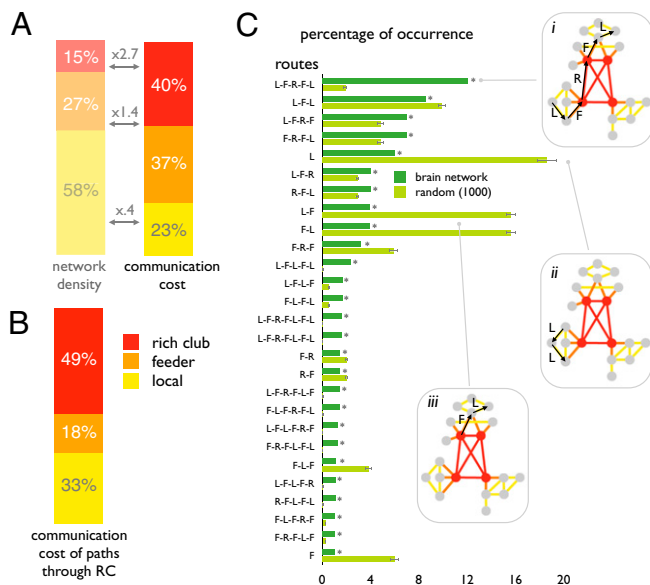 A
15%
27%
58%
x2.7
x1.4
x.4
40%
37%
23%
network
density
communication
cost
B
49%
18%
33%
rich club
feeder
local
communication
cost of paths
through RC
C
percentage of occurrence
routes
L-F-R-F-L *
L-F-L *
L-F-R-F *
F-R-F-L *
L *
L-F-R *
R-F-L *
L-F *
F-L *
F-R-F *
L-F-L-F-L *
L-F-L-F *
F-L-F-L *
L-F-R-F-L-F-L *
L-F-L-F-R-F-L *
F-R *
R-F *
L-F-R-F-L-F *
F-L-F-R-F-L *
L-F-L-F-R-F *
F-R-F-L-F-L *
F-L-F *
L-F-L-F-R *
R-F-L-F-L *
F-L-F-R-F *
F-R-F-L-F *
F *
0 4 8 12 16 20
brain network
random (1000)
i
L
F
R
L
F
ii
L
L
iii
L
F